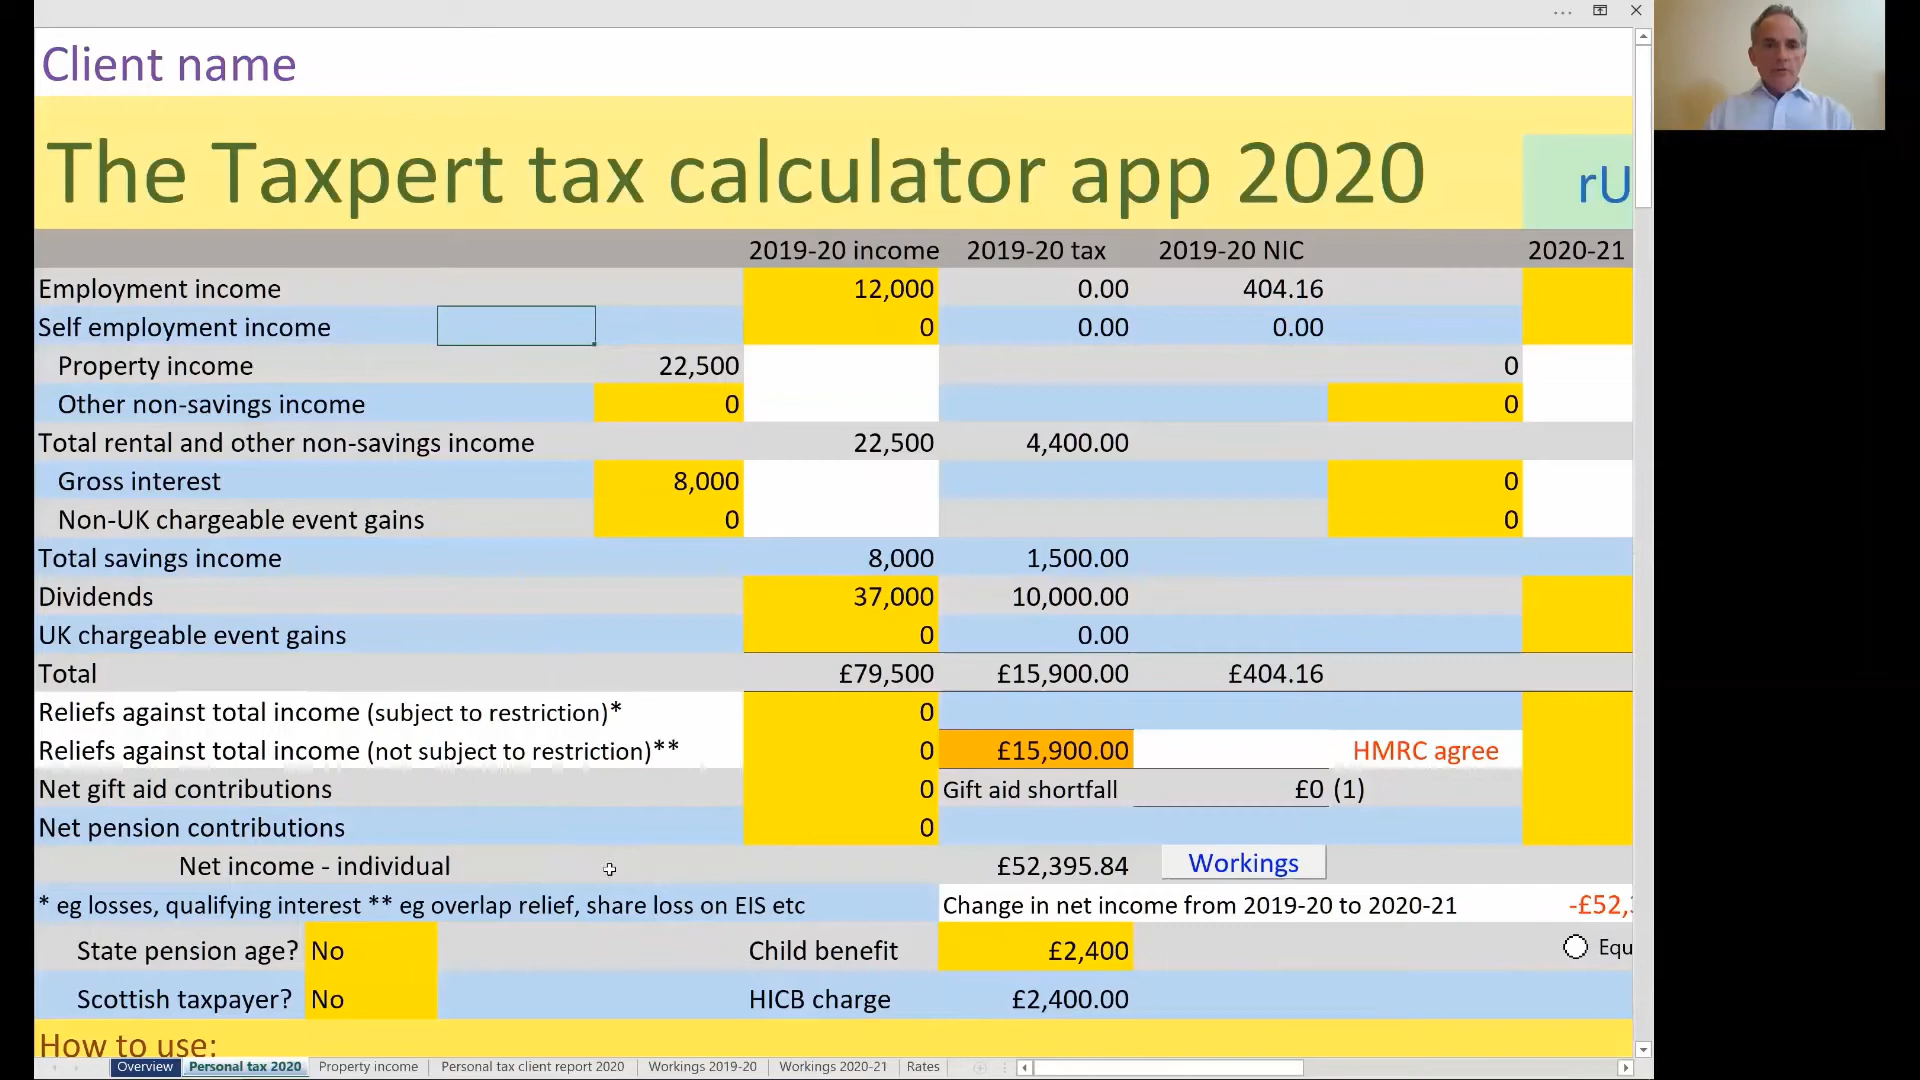 Client name
The Taxpert tax calculator app 2020
rU
2019-20 income 2019-20 tax 2019-20 NIC 2020-21
Employment income 12,000 0.00 404.16
Self employment income 0 0.00 0.00
Property income 22,500 0
Other non-savings income 0 0
Total rental and other non-savings income 22,500 4,400.00
Gross interest 8,000 0
Non-UK chargeable event gains 0 0
Total savings income 8,000 1,500.00
Dividends 37,000 10,000.00
UK chargeable event gains 0 0.00
Total £79,500 £15,900.00 £404.16
Reliefs against total income (subject to restriction)* 0
Reliefs against total income (not subject to restriction)** 0 £15,900.00 HMRC agree
Net gift aid contributions 0 Gift aid shortfall £0 (1)
Net pension contributions 0
Net income - individual £52,395.84 Workings
* eg losses, qualifying interest ** eg overlap relief, share loss on EIS etc Change in net income from 2019-20 to 2020-21 -£52,
State pension age? No Child benefit £2,400 Equ
Scottish taxpayer? No HICB charge £2,400.00
How to use:
Overview Personal tax 2020 Property income Personal tax client report 2020 Workings 2019-20 Workings 2020-21 Rates